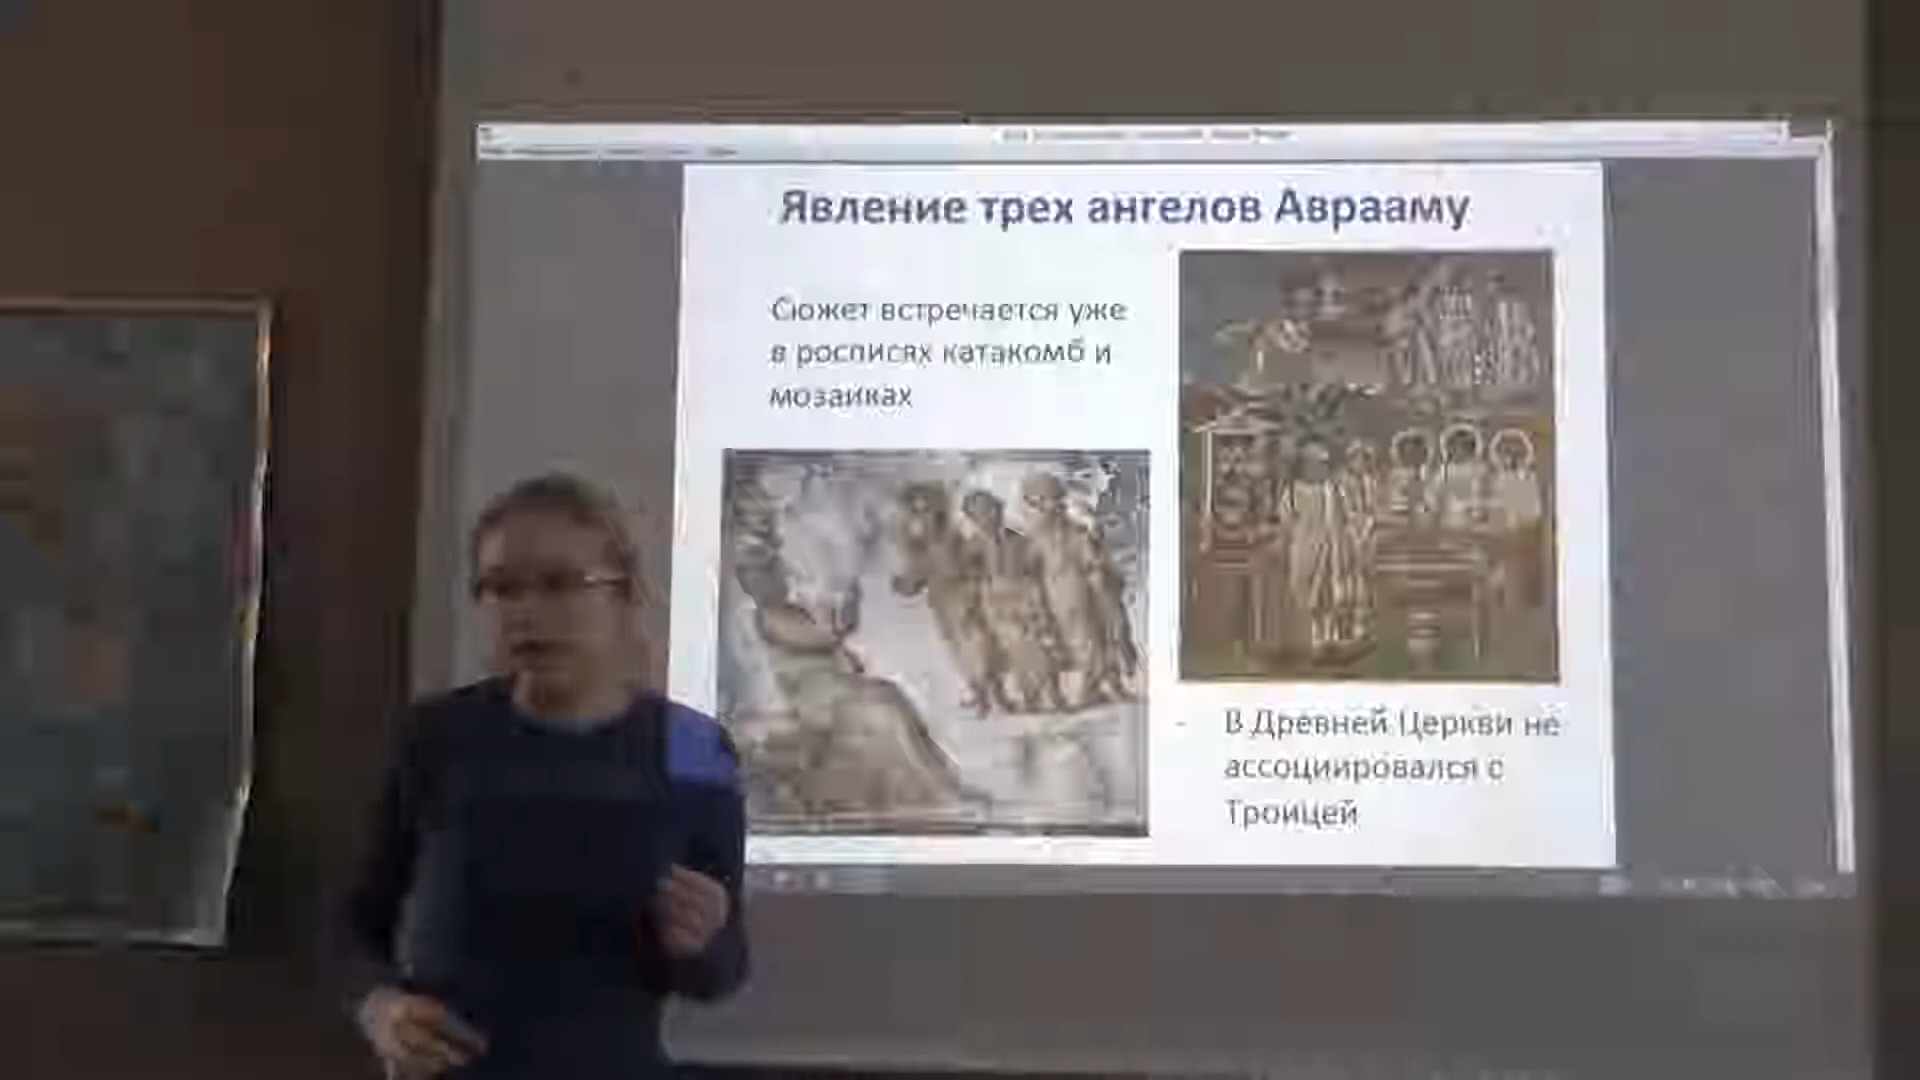 Явление трех ангелов Аврааму
Сюжет встречается уже
в росписях катакомб и
мозаиках
- В Древней Церкви не
ассоциировался с
Троицей